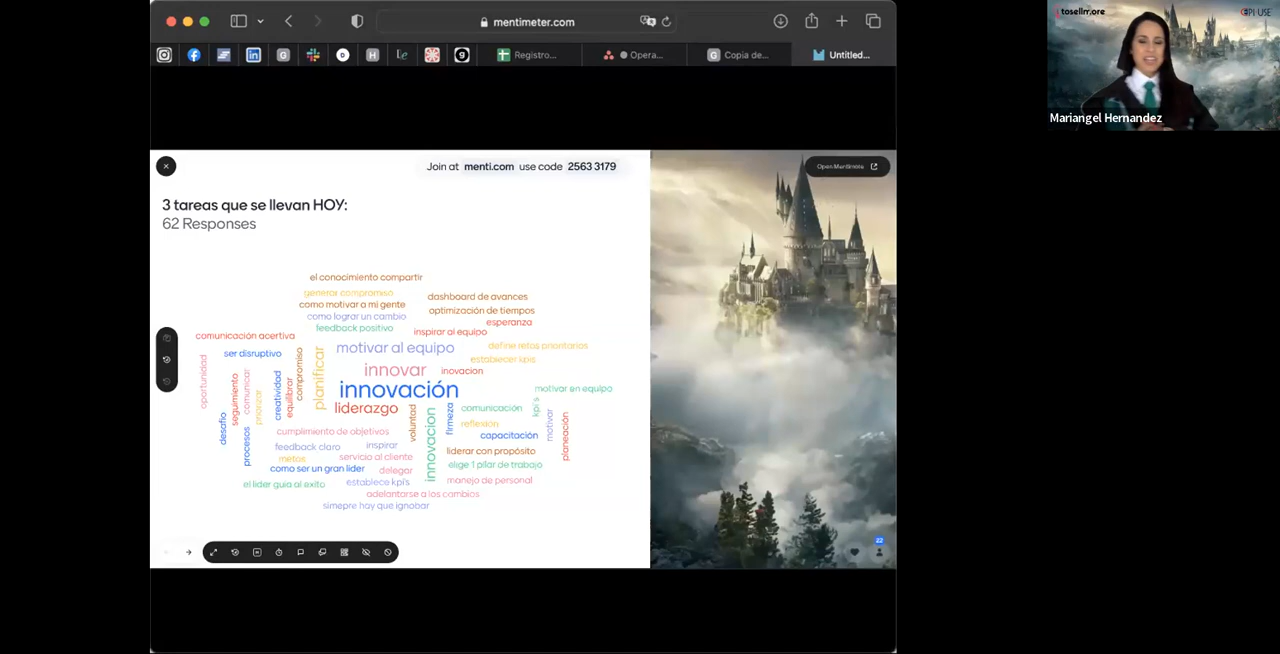 mentimeter.com
Registro...
Opera...
Copia de...
Untitled...
tosellmore
Mariangel Hernandez
Join at menti.com use code 2563 3179
Open Mentimeter
3 tareas que se llevan HOY:
62 Responses
el conocimiento compartir
generar compromiso
como motivar a mi gente
como lograr un cambio
feedback positivo
dashboard de avances
optimización de tiempos
esperanza
inspirar al equipo
comunicación acertiva
ser disruptivo
motivar al equipo
define retos prioritarios
establecer kpis
innovar
inovacion
innovación
liderazgo
motivar en equipo
oportunidad
seguimiento
comunicar
priorizar
creatividad
equilibrar
compromiso
planificar
desafio
procesos
voluntad
innovacion
firmeza
comunicación
reflexion
capacitación
kpi's
motivar
planeación
cumplimiento de objetivos
feedback claro
inspirar
metas
servicio al cliente
como ser un gran lider
delegar
liderar con propósito
elige 1 pilar de trabajo
el lider guia al exito
establece kpi's
manejo de personal
adelantarse a los cambios
simepre hay que ignobar
22